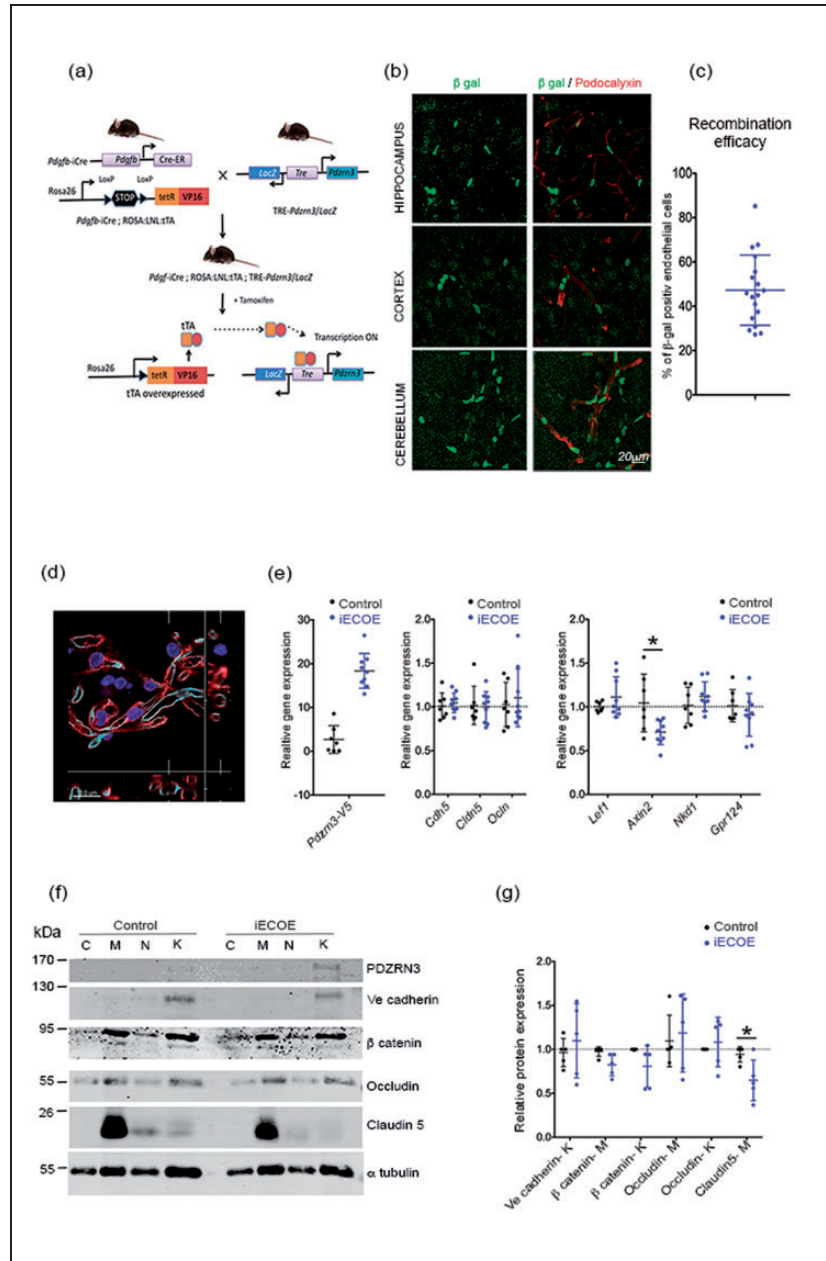 (a)
Pdgfb-iCre
Pdgfb
Cre-ER
Rosa26
LoxP
LoxP
STOP
tetR
VP16
Pdgfb-iCre ; ROSA:LNL:tTA
X
LacZ
Tre
Pdzrn3
TRE-Pdzrn3/LacZ
Pdgf-iCre ; ROSA:LNL:tTA ; TRE-Pdzrn3/LacZ
+ Tamoxifen
tTA
Transcription ON
Rosa26
tetR
VP16
tTA overexpressed
LacZ
Tre
Pdzrn3
(b)
β gal
β gal / Podocalyxin
HIPPOCAMPUS
CORTEX
CEREBELLUM
20µm
(c)
Recombination
efficacy
% of β-gal positiv endothelial cells
100
80
60
40
20
0
(d)
(e)
Control
iECOE
Realtive gene expression
30
20
10
0
-10
Pdzrn3-V5
Control
iECOE
Realtive gene expression
2.0
1.5
1.0
0.5
0.0
Cdh5
Cldn5
Ocln
Control
iECOE
Realtive gene expression
2.0
1.5
1.0
0.5
0.0
*
Lef1
Axin2
Nkd1
Gpr124
(f)
kDa
Control
iECOE
C M N K
C M N K
170
130
95
55
26
55
PDZRN3
Ve cadherin
β catenin
Occludin
Claudin 5
α tubulin
(g)
Control
iECOE
Relative protein expression
2.0
1.5
1.0
0.5
0.0
*
Ve cadherin- K
β catenin- M
β catenin- K
Occludin- M
Occludin- K
Claudin5- M